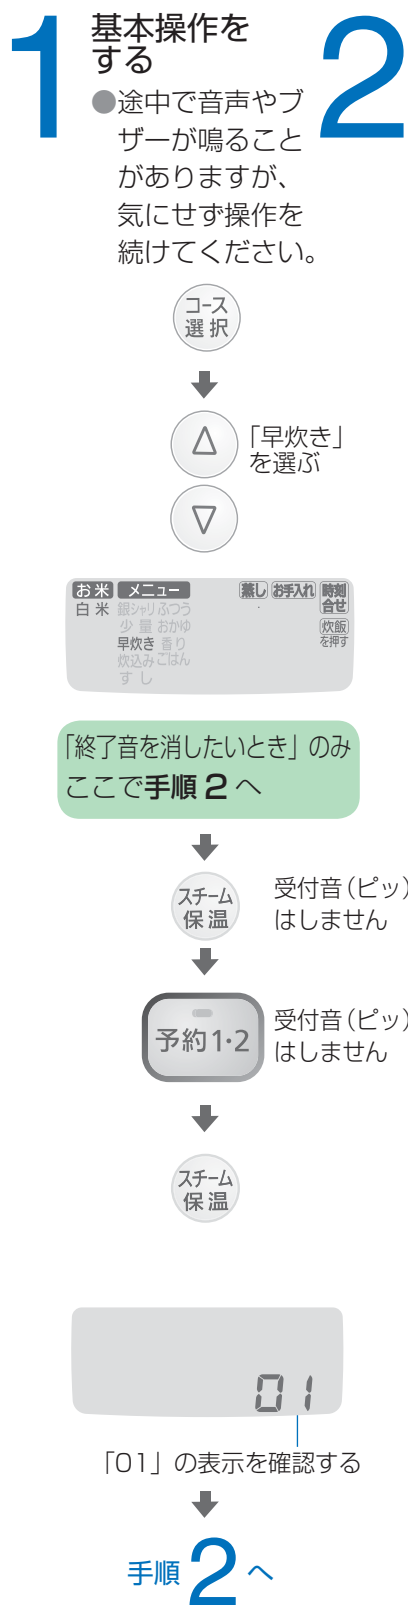 1
基本操作を
する
●途中で音声やブ
ザーが鳴ること
がありますが、
気にせず操作を
続けてください。
2
コース
選択
△
「早炊き」
を選ぶ
▽
お米 メニュー 蒸し お手入れ 時刻
合せ
白米 銀シャリ ふつう
少量 おかゆ
炊飯
を押す
早炊き 香り
炊込み ごはん
すし
「終了音を消したいとき」のみ
ここで手順 2 へ
スチーム
保温
受付音(ピッ)
はしません
予約1・2
受付音(ピッ)
はしません
スチーム
保温
01
「01」の表示を確認する
手順 2 へ